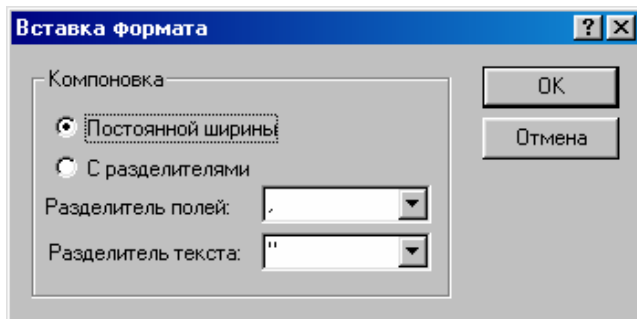 Вставка формата
Компоновка
Постоянной ширины
С разделителями
Разделитель полей: ,
Разделитель текста: "
OK
Отмена